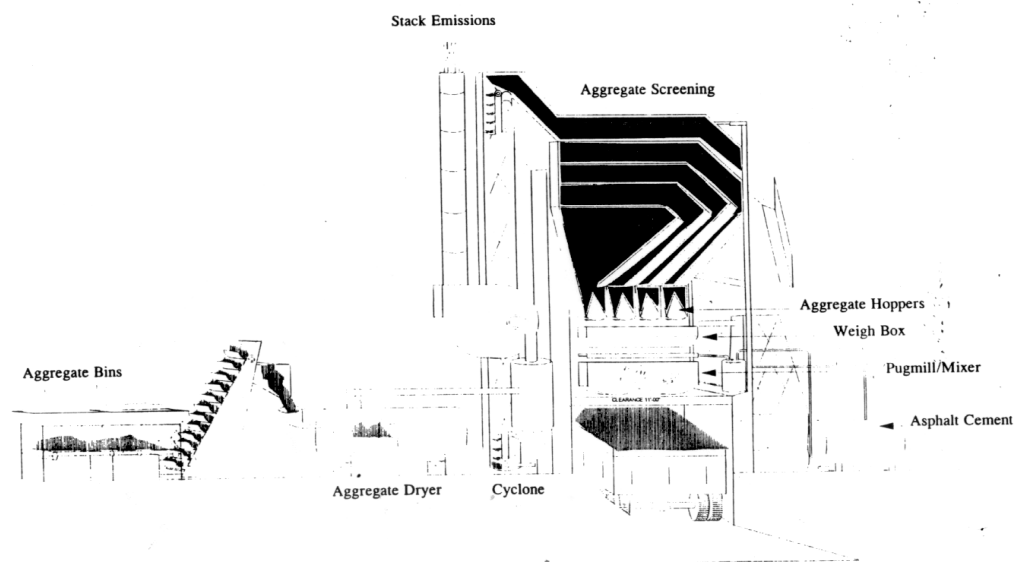 Stack Emissions
Aggregate Screening
Aggregate Hoppers
Weigh Box
Aggregate Bins
Pugmill/Mixer
CLEARANCE 11'-00"
Asphalt Cement
Aggregate Dryer
Cyclone